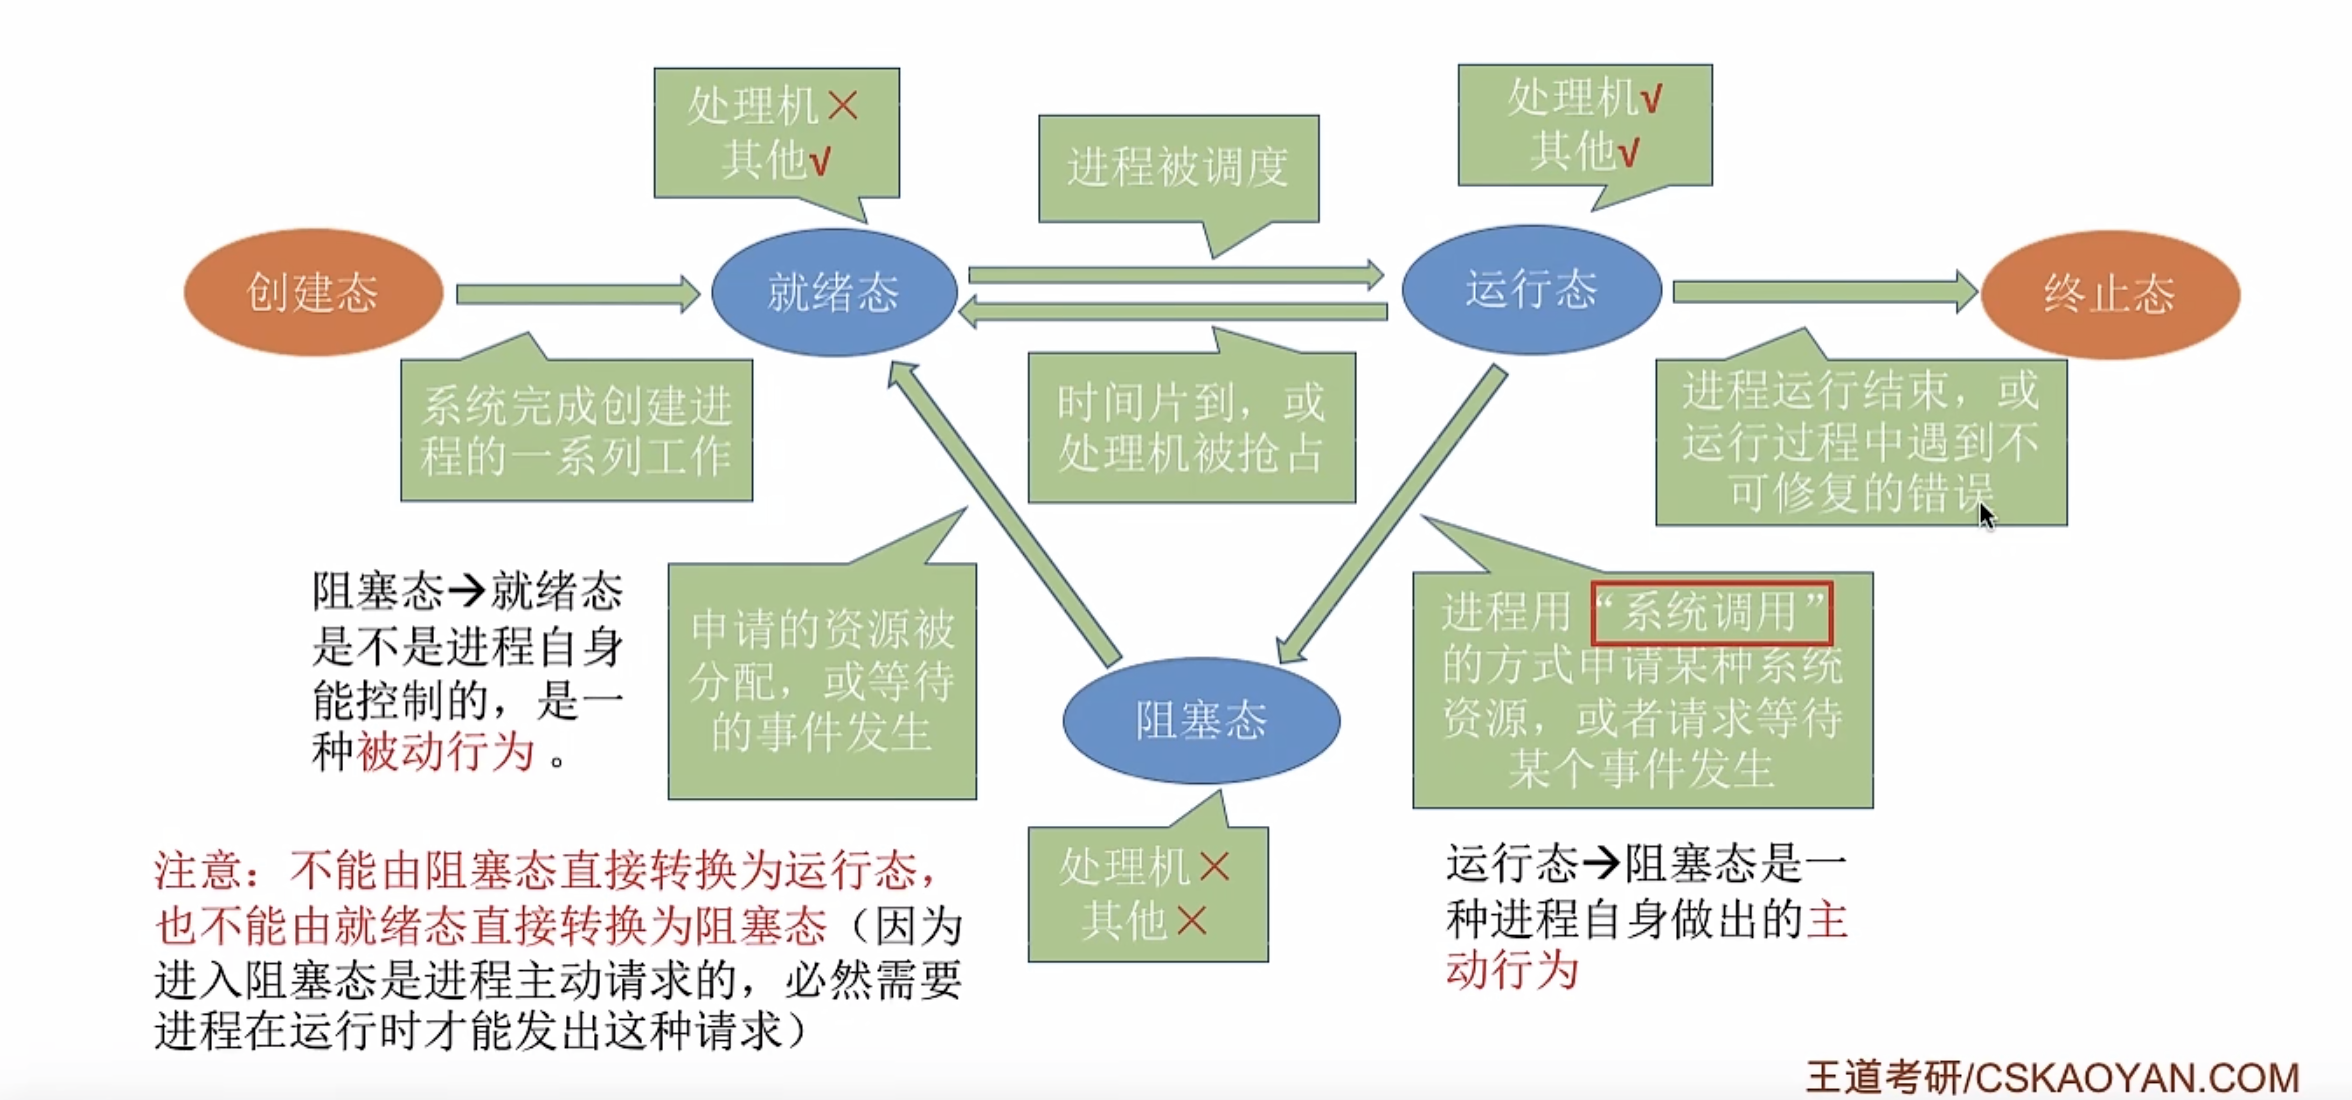 处理机×
其他√
进程被调度
处理机√
其他√
创建态
就绪态
运行态
终止态
系统完成创建进
程的一系列工作
时间片到，或
处理机被抢占
进程运行结束，或
运行过程中遇到不
可修复的错误
阻塞态→就绪态
是不是进程自身
能控制的，是一
种被动行为。
申请的资源被
分配，或等待
的事件发生
阻塞态
进程用“系统调用”
的方式申请某种系统
资源，或者请求等待
某个事件发生
处理机×
其他×
运行态→阻塞态是一
种进程自身做出的主
动行为
注意：不能由阻塞态直接转换为运行态，
也不能由就绪态直接转换为阻塞态（因为
进入阻塞态是进程主动请求的，必然需要
进程在运行时才能发出这种请求）
王道考研/CSKAOYAN.COM